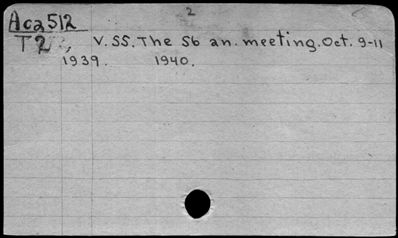 2
Aca512
T2, V.55. The 56 an. meeting. Oct. 9-11
1939. 1940.